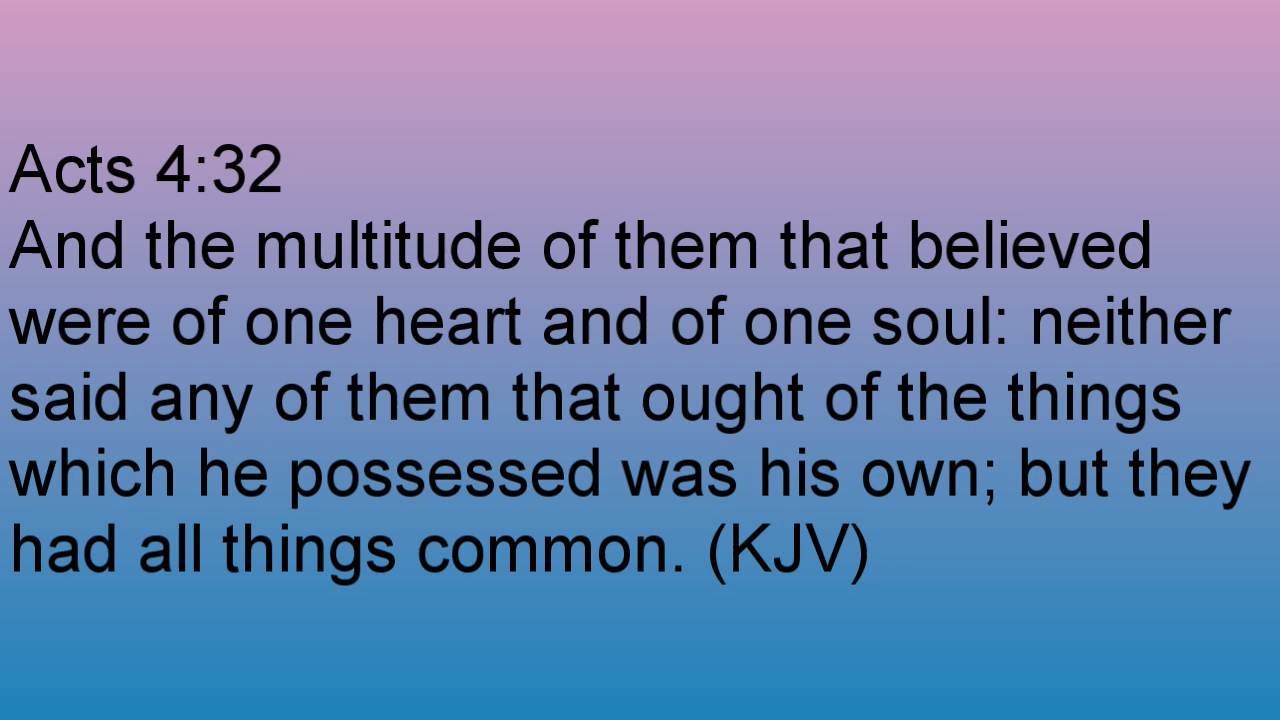 Acts 4:32
And the multitude of them that believed
were of one heart and of one soul: neither
said any of them that ought of the things
which he possessed was his own; but they
had all things common. (KJV)